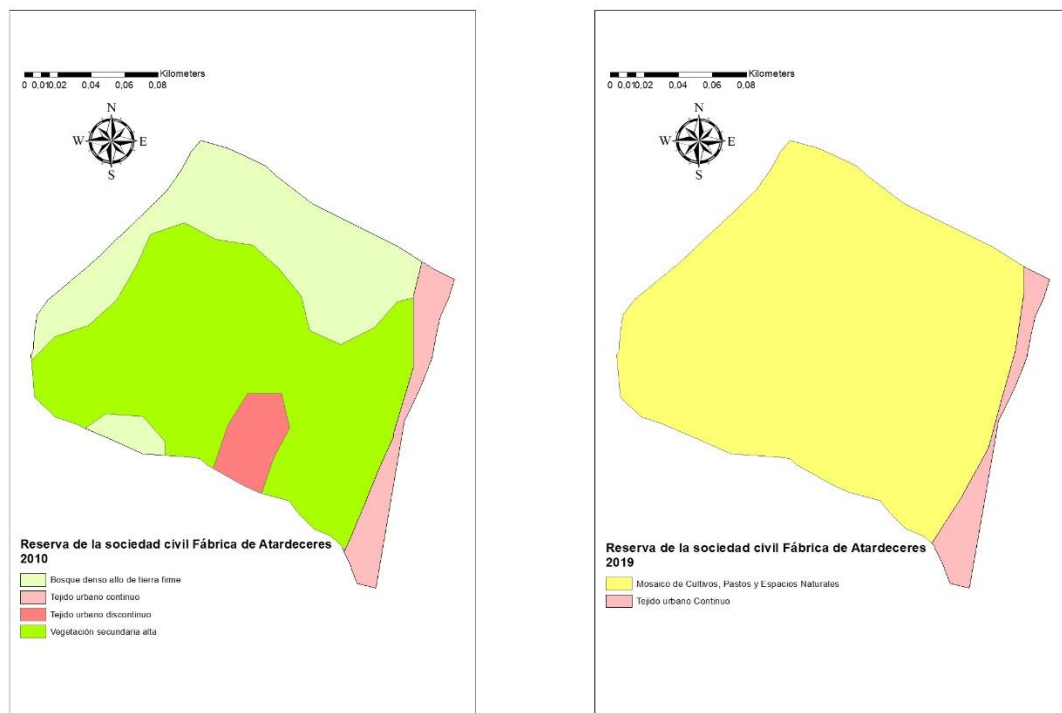 Kilometers
0 0,010,02 0,04 0,06 0,08
N
W E
S
Reserva de la sociedad civil Fábrica de Atardeceres
2010
Bosque denso alto de tierra firme
Tejido urbano continuo
Tejido urbano discontinuo
Vegetación secundaria alta
Kilometers
0 0,010,02 0,04 0,06 0,08
N
W E
S
Reserva de la sociedad civil Fábrica de Atardeceres
2019
Mosaico de Cultivos, Pastos y Espacios Naturales
Tejido urbano Continuo